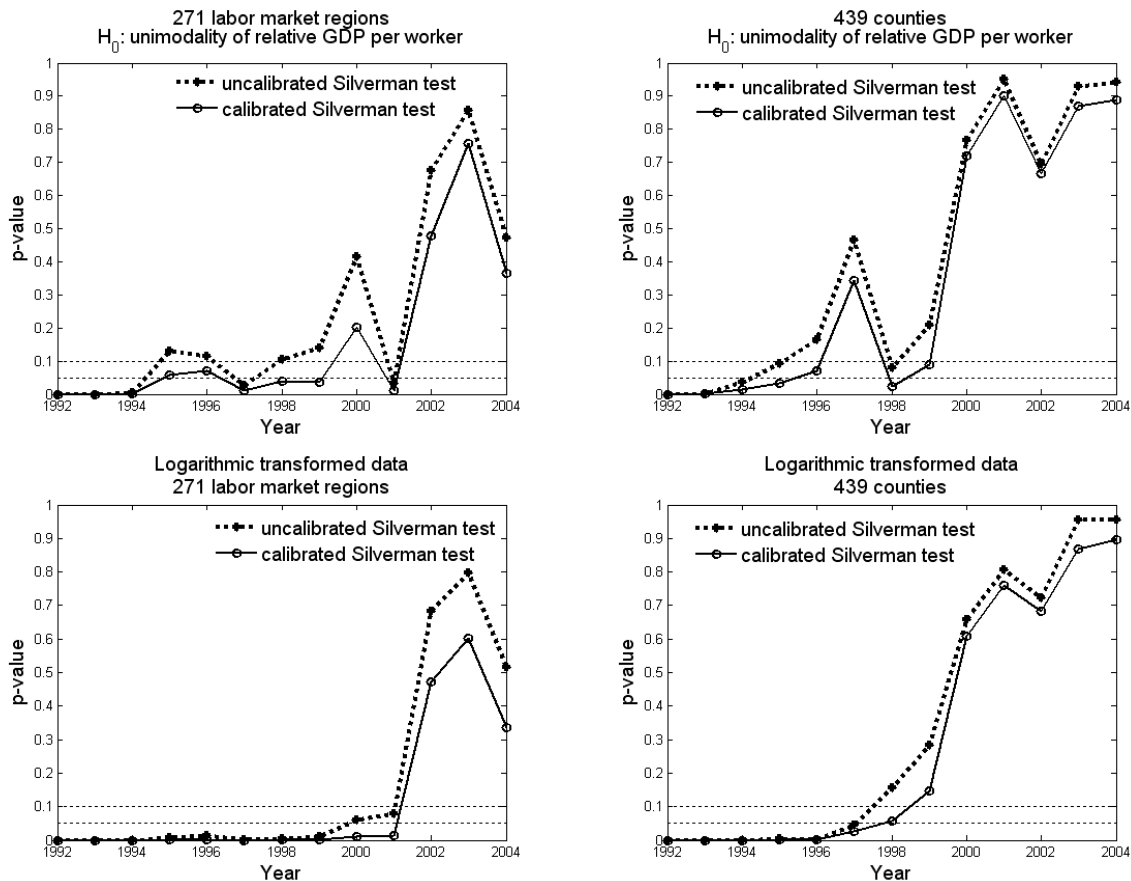 271 labor market regions
H0: unimodality of relative GDP per worker
uncalibrated Silverman test
calibrated Silverman test
p-value
1
0.9
0.8
0.7
0.6
0.5
0.4
0.3
0.2
0.1
0
1992 1994 1996 1998 2000 2002 2004
Year
439 counties
H0: unimodality of relative GDP per worker
uncalibrated Silverman test
calibrated Silverman test
p-value
1
0.9
0.8
0.7
0.6
0.5
0.4
0.3
0.2
0.1
0
1992 1994 1996 1998 2000 2002 2004
Year
Logarithmic transformed data
271 labor market regions
uncalibrated Silverman test
calibrated Silverman test
p-value
1
0.9
0.8
0.7
0.6
0.5
0.4
0.3
0.2
0.1
0
1992 1994 1996 1998 2000 2002 2004
Year
Logarithmic transformed data
439 counties
uncalibrated Silverman test
calibrated Silverman test
p-value
1
0.9
0.8
0.7
0.6
0.5
0.4
0.3
0.2
0.1
0
1992 1994 1996 1998 2000 2002 2004
Year